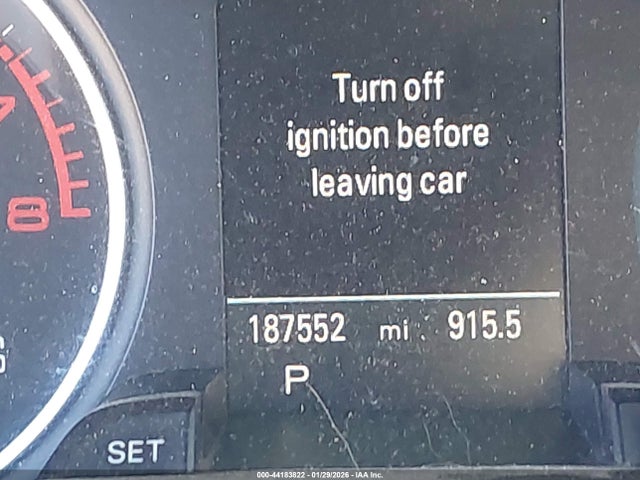 Turn off
ignition before
leaving car
8
187552 mi 915.5
P
SET
000-44183822 - 01/29/2026 - IAA Inc.